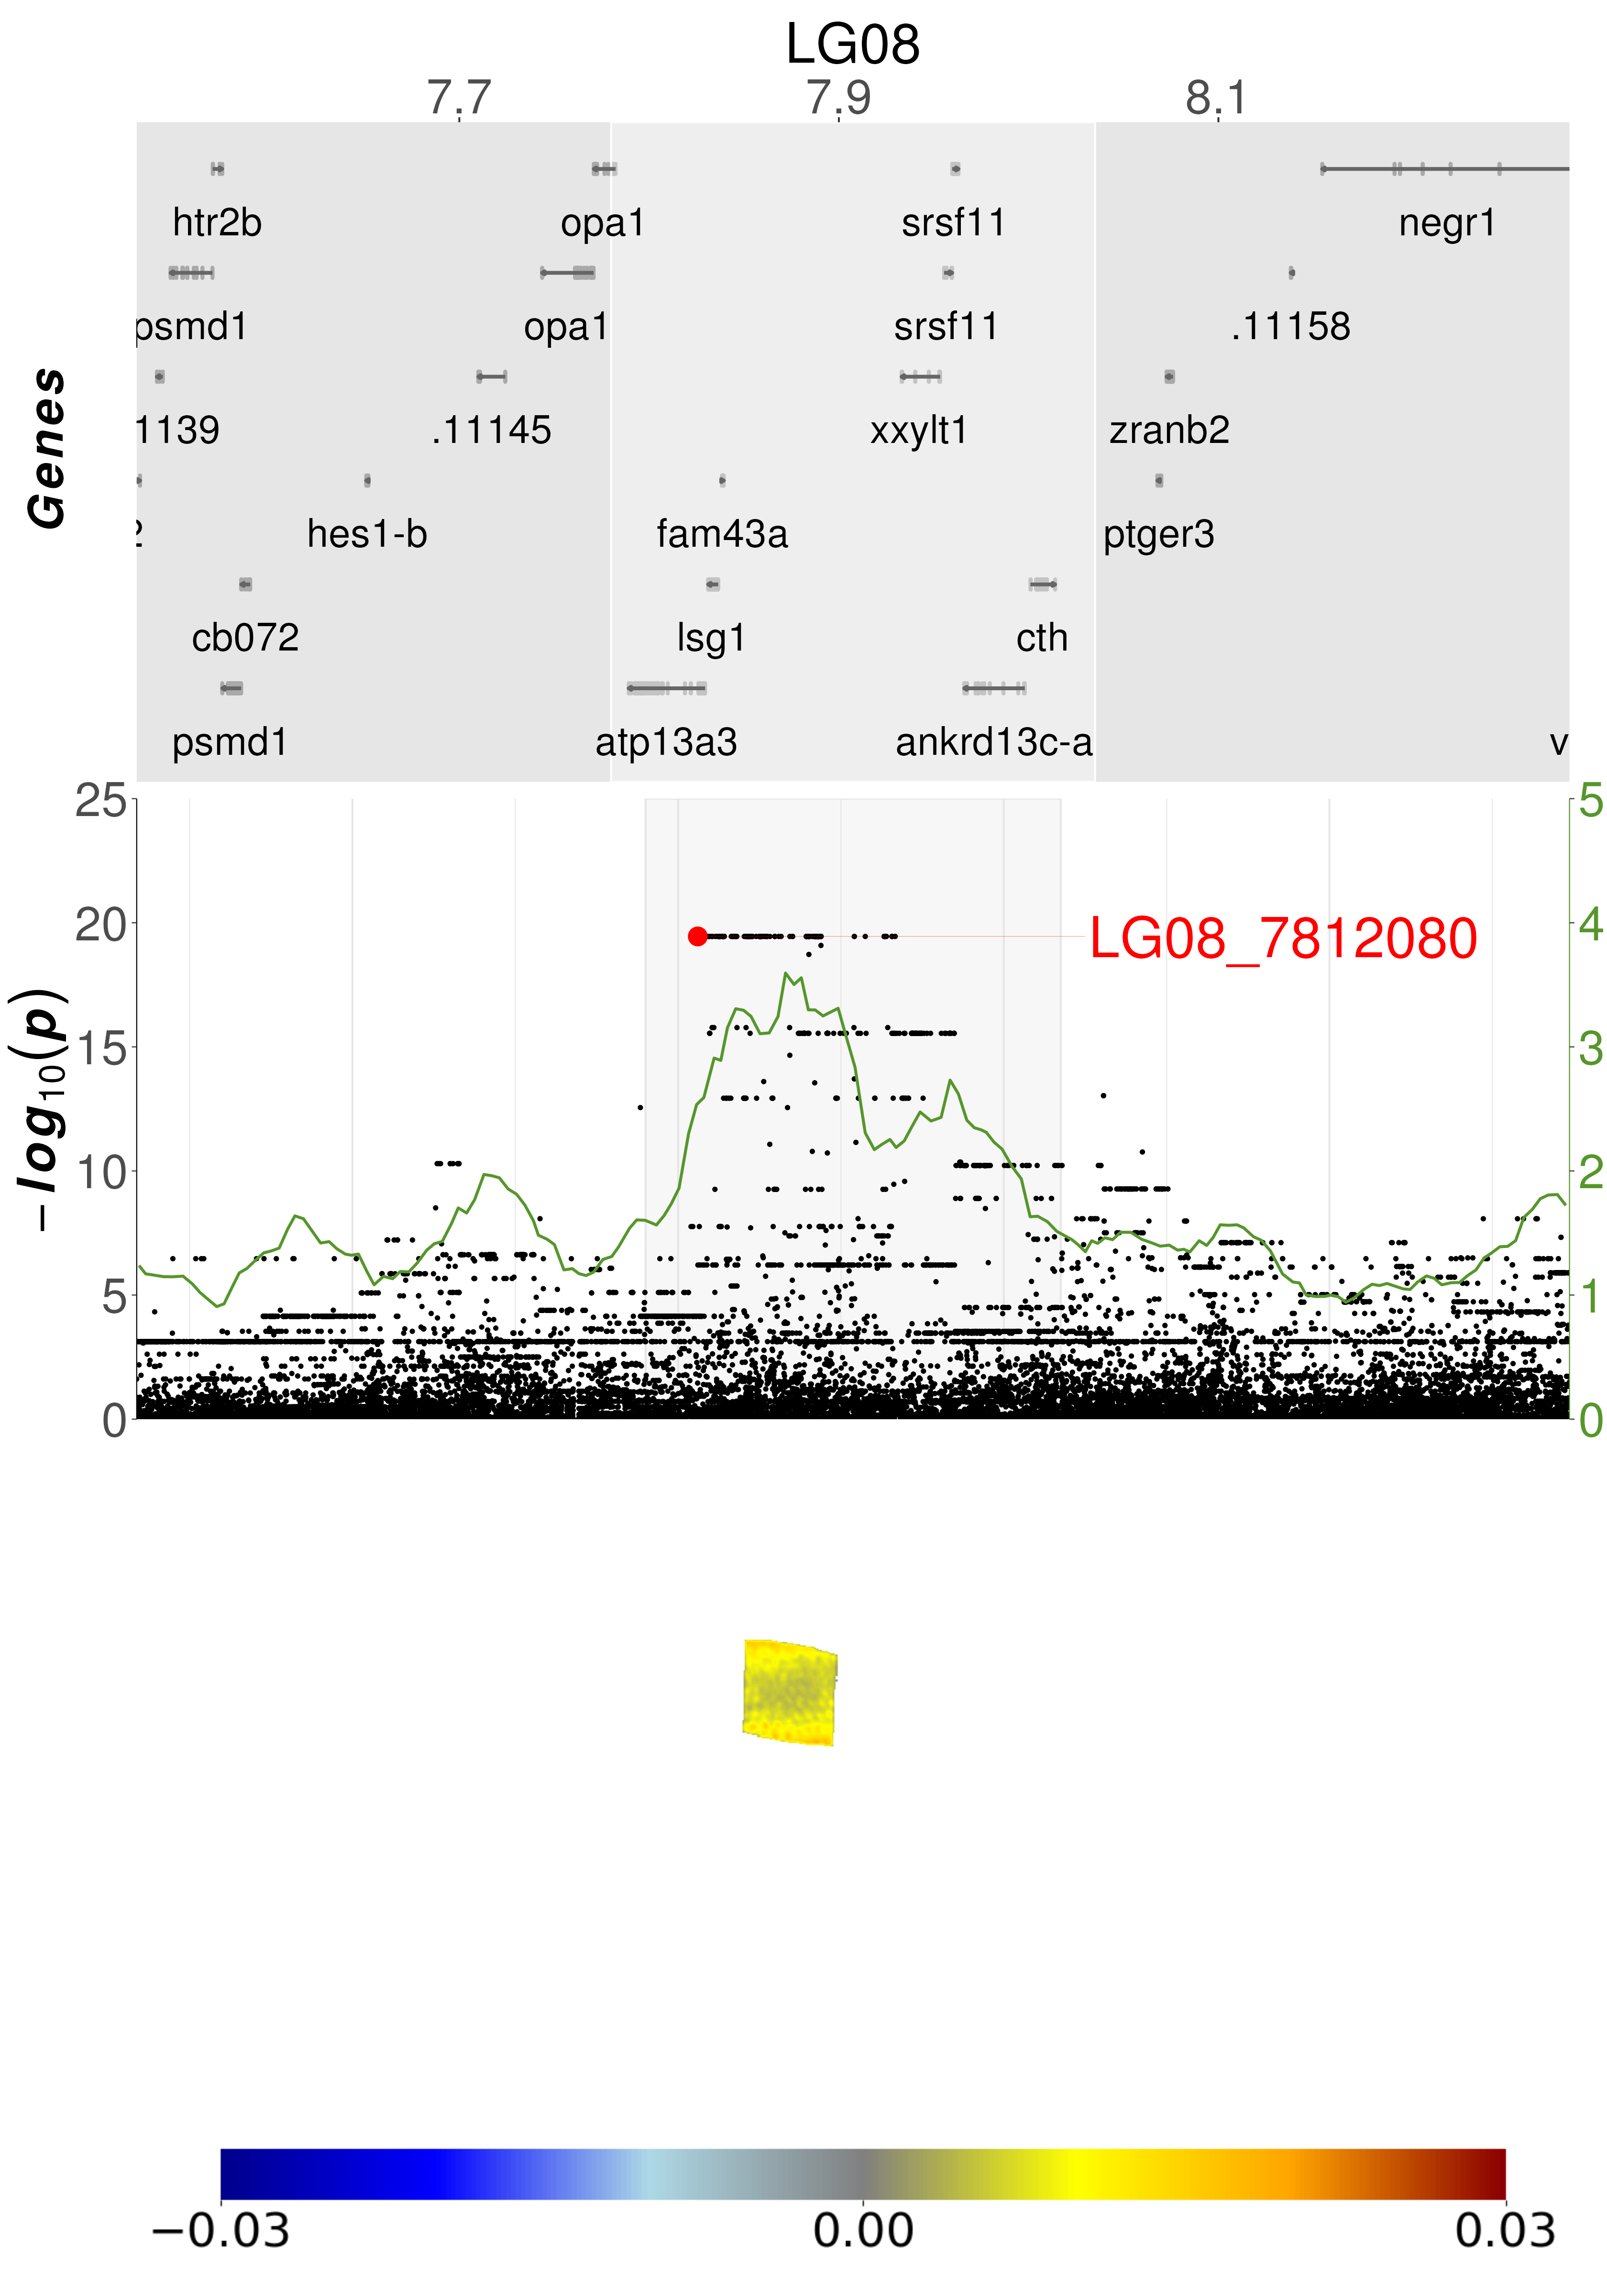 LG08
7.7 7.9 8.1
htr2b opa1 srsf11 negr1
psmd1 opa1 srsf11 .11158
1139 .11145 xxylt1 zranb2
2 hes1-b fam43a ptger3
cb072 lsg1 cth
psmd1 atp13a3 ankrd13c-a v
Genes
25 5
20 LG08_7812080 4
15 3
10 2
5 1
0 0
−log10(p)
−0.03 0.00 0.03